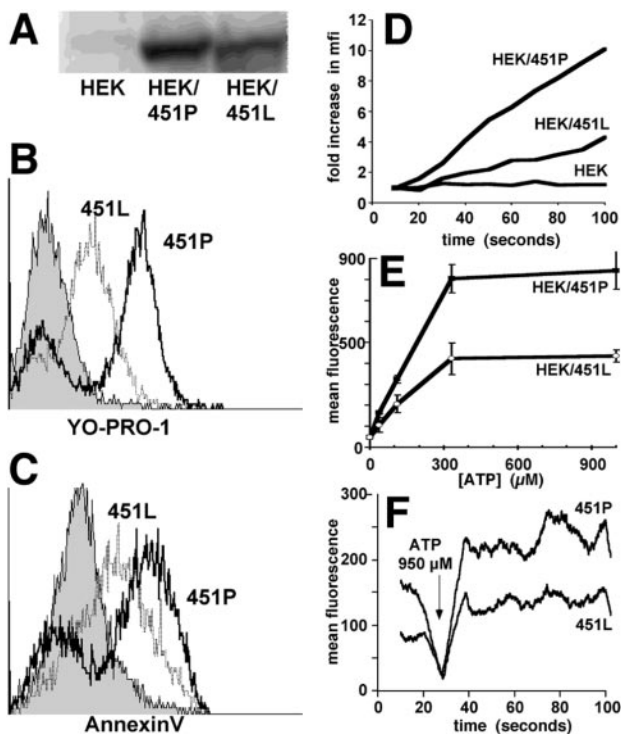 A
HEK HEK/ HEK/
451P 451L
B
451L
451P
YO-PRO-1
C
451L
451P
AnnexinV
D
fold increase in mfi
12
10
8
6
4
2
0
HEK/451P
HEK/451L
HEK
0 20 40 60 80 100
time (seconds)
E
mean fluorescence
900
500
0
HEK/451P
HEK/451L
0 300 600 900
[ATP] (µM)
F
mean fluorescence
300
200
100
0
ATP
950 µM
451P
451L
0 20 40 60 80 100
time (seconds)